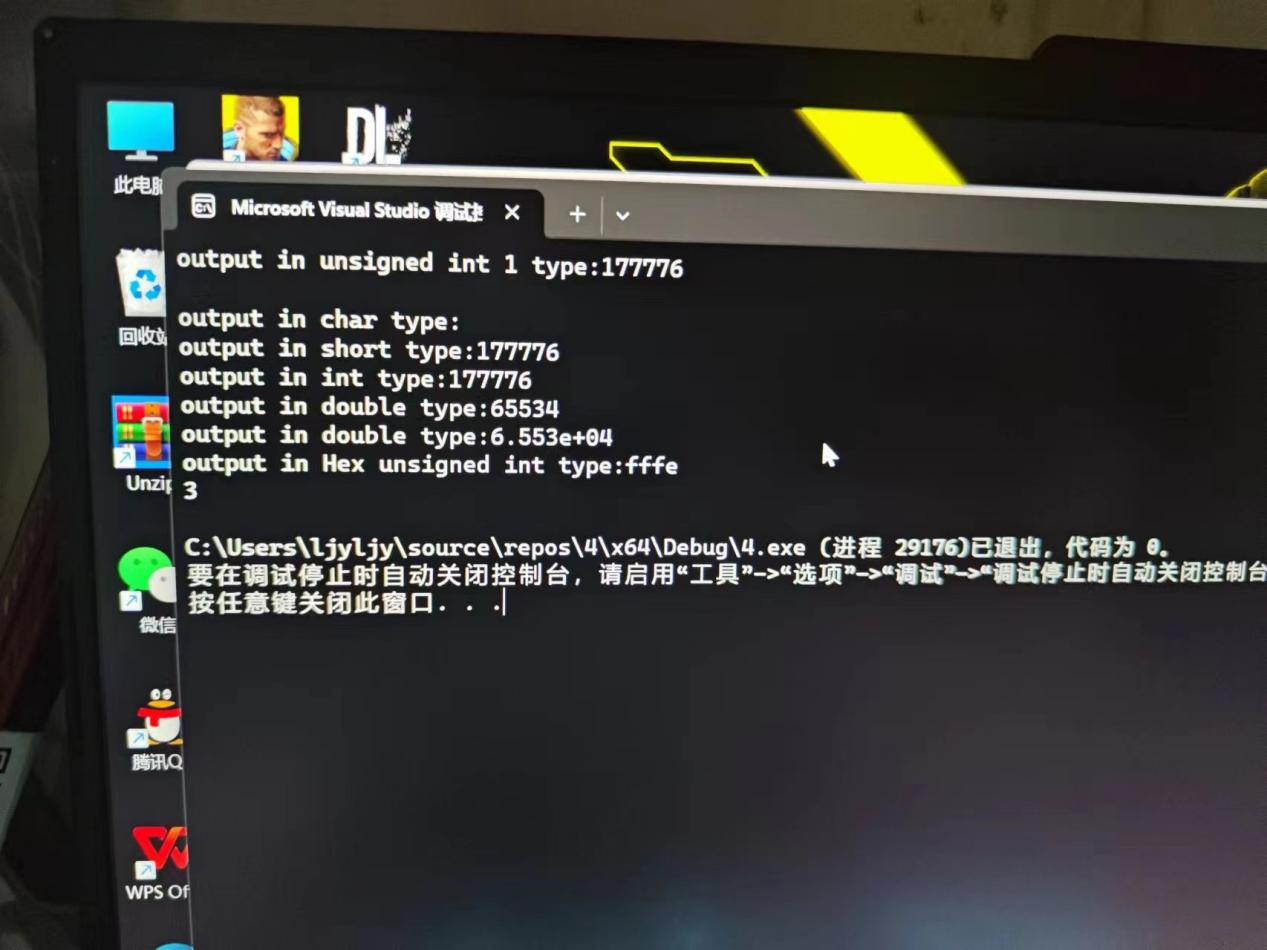 DL
此电脑
Microsoft Visual Studio 调试
output in unsigned int 1 type:177776
output in char type:
output in short type:177776
output in int type:177776
output in double type:65534
output in double type:6.553e+04
output in Hex unsigned int type:fffe
3
C:\Users\ljyljy\source\repos\4\x64\Debug\4.exe (进程 29176)已退出，代码为 0。
要在调试停止时自动关闭控制台，请启用“工具”->“选项”->“调试”->“调试停止时自动关闭控制台
按任意键关闭此窗口. . .
回收站
Unzip
微信
腾讯Q
WPS Of